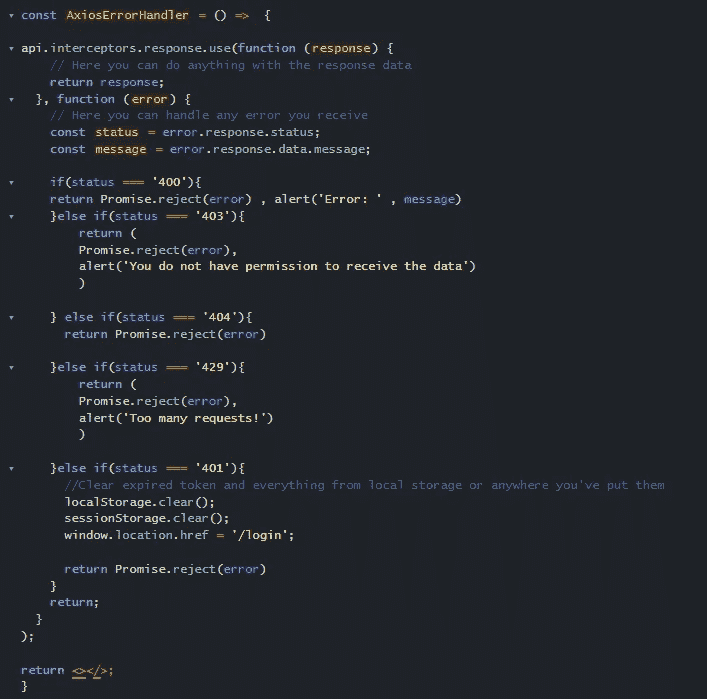 const AxiosErrorHandler = () => {
api.interceptors.response.use(function (response) {
// Here you can do anything with the response data
return response;
}, function (error) {
// Here you can handle any error you receive
const status = error.response.status;
const message = error.response.data.message;
if(status === '400'){
return Promise.reject(error) , alert('Error: ' , message)
}else if(status === '403'){
return (
Promise.reject(error),
alert('You do not have permission to receive the data')
)
} else if(status === '404'){
return Promise.reject(error)
}else if(status === '429'){
return (
Promise.reject(error),
alert('Too many requests!')
)
}else if(status === '401'){
//Clear expired token and everything from local storage or anywhere you've put them
localStorage.clear();
sessionStorage.clear();
window.location.href = '/login';
return Promise.reject(error)
}
return;
}
);
return <></>;
}